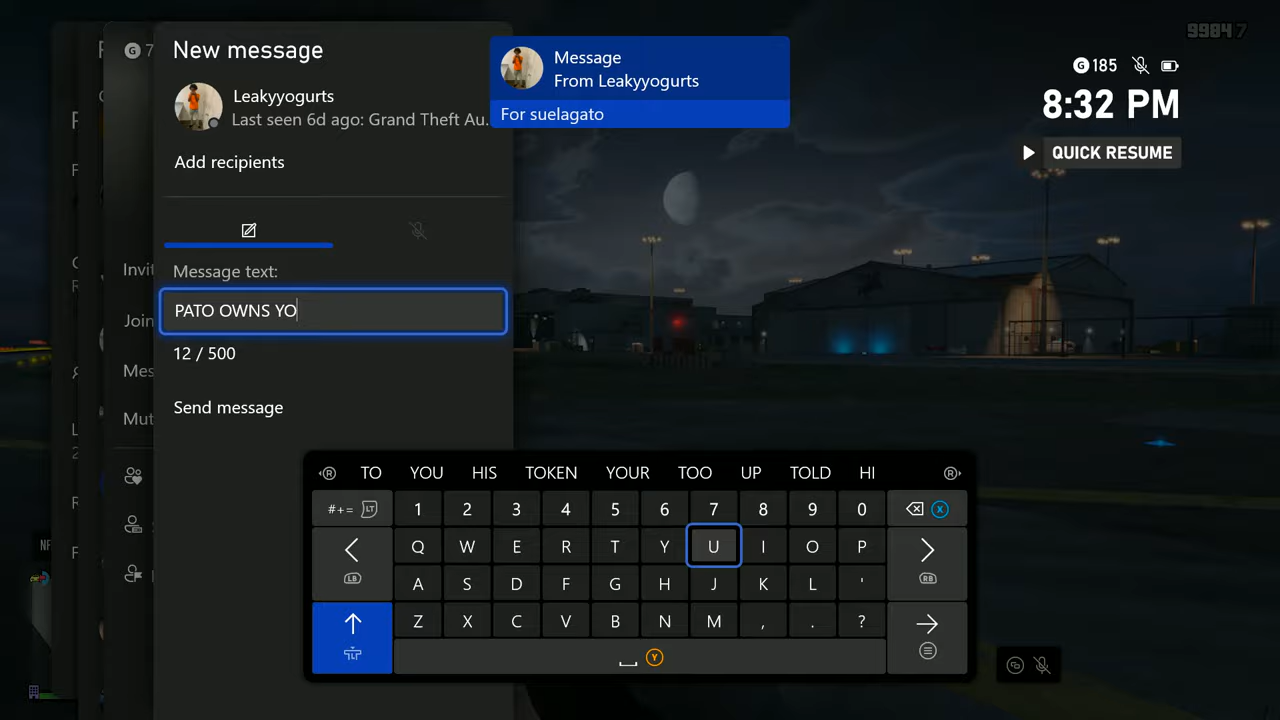 New message
Leakyyogurts
Last seen 6d ago: Grand Theft Au..
Add recipients
Message text:
PATO OWNS YO
12 / 500
Send message
Message
From Leakyyogurts
For suelagato
99847
G 185
8:32 PM
QUICK RESUME
G 7
Invit
Join
Mes
Mut
NF
R TO YOU HIS TOKEN YOUR TOO UP TOLD HI R
#+= LT 1 2 3 4 5 6 7 8 9 0 X
Q W E R T Y U I O P
LB A S D F G H J K L ' RB
Z X C V B N M , . ?
Y